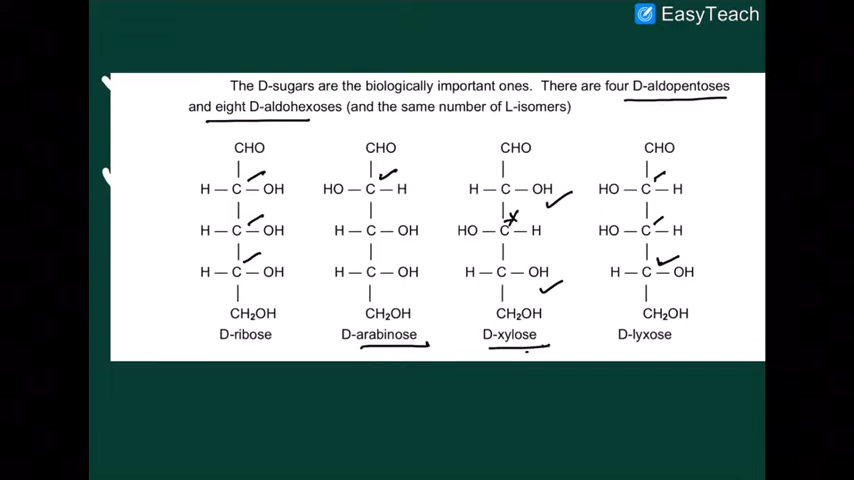 EasyTeach
The D-sugars are the biologically important ones. There are four D-aldopentoses
and eight D-aldohexoses (and the same number of L-isomers)
CHO CHO CHO CHO
H — C — OH HO — C — H H — C — OH HO — C — H
H — C — OH H — C — OH HO — C — H HO — C — H
H — C — OH H — C — OH H — C — OH H — C — OH
CH₂OH CH₂OH CH₂OH CH₂OH
D-ribose D-arabinose D-xylose D-lyxose